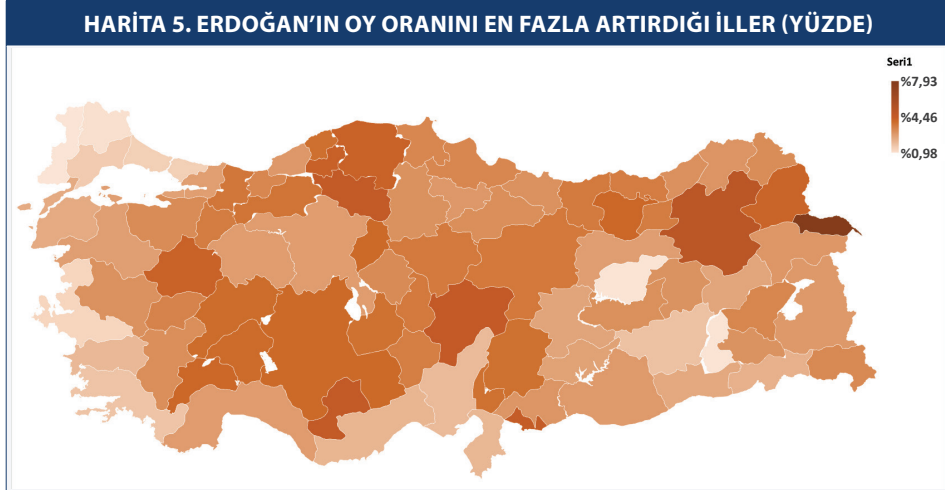 HARİTA 5. ERDOĞAN'IN OY ORANINI EN FAZLA ARTIRDIĞI İLLER (YÜZDE)
Seri1
%7,93
%4,46
%0,98